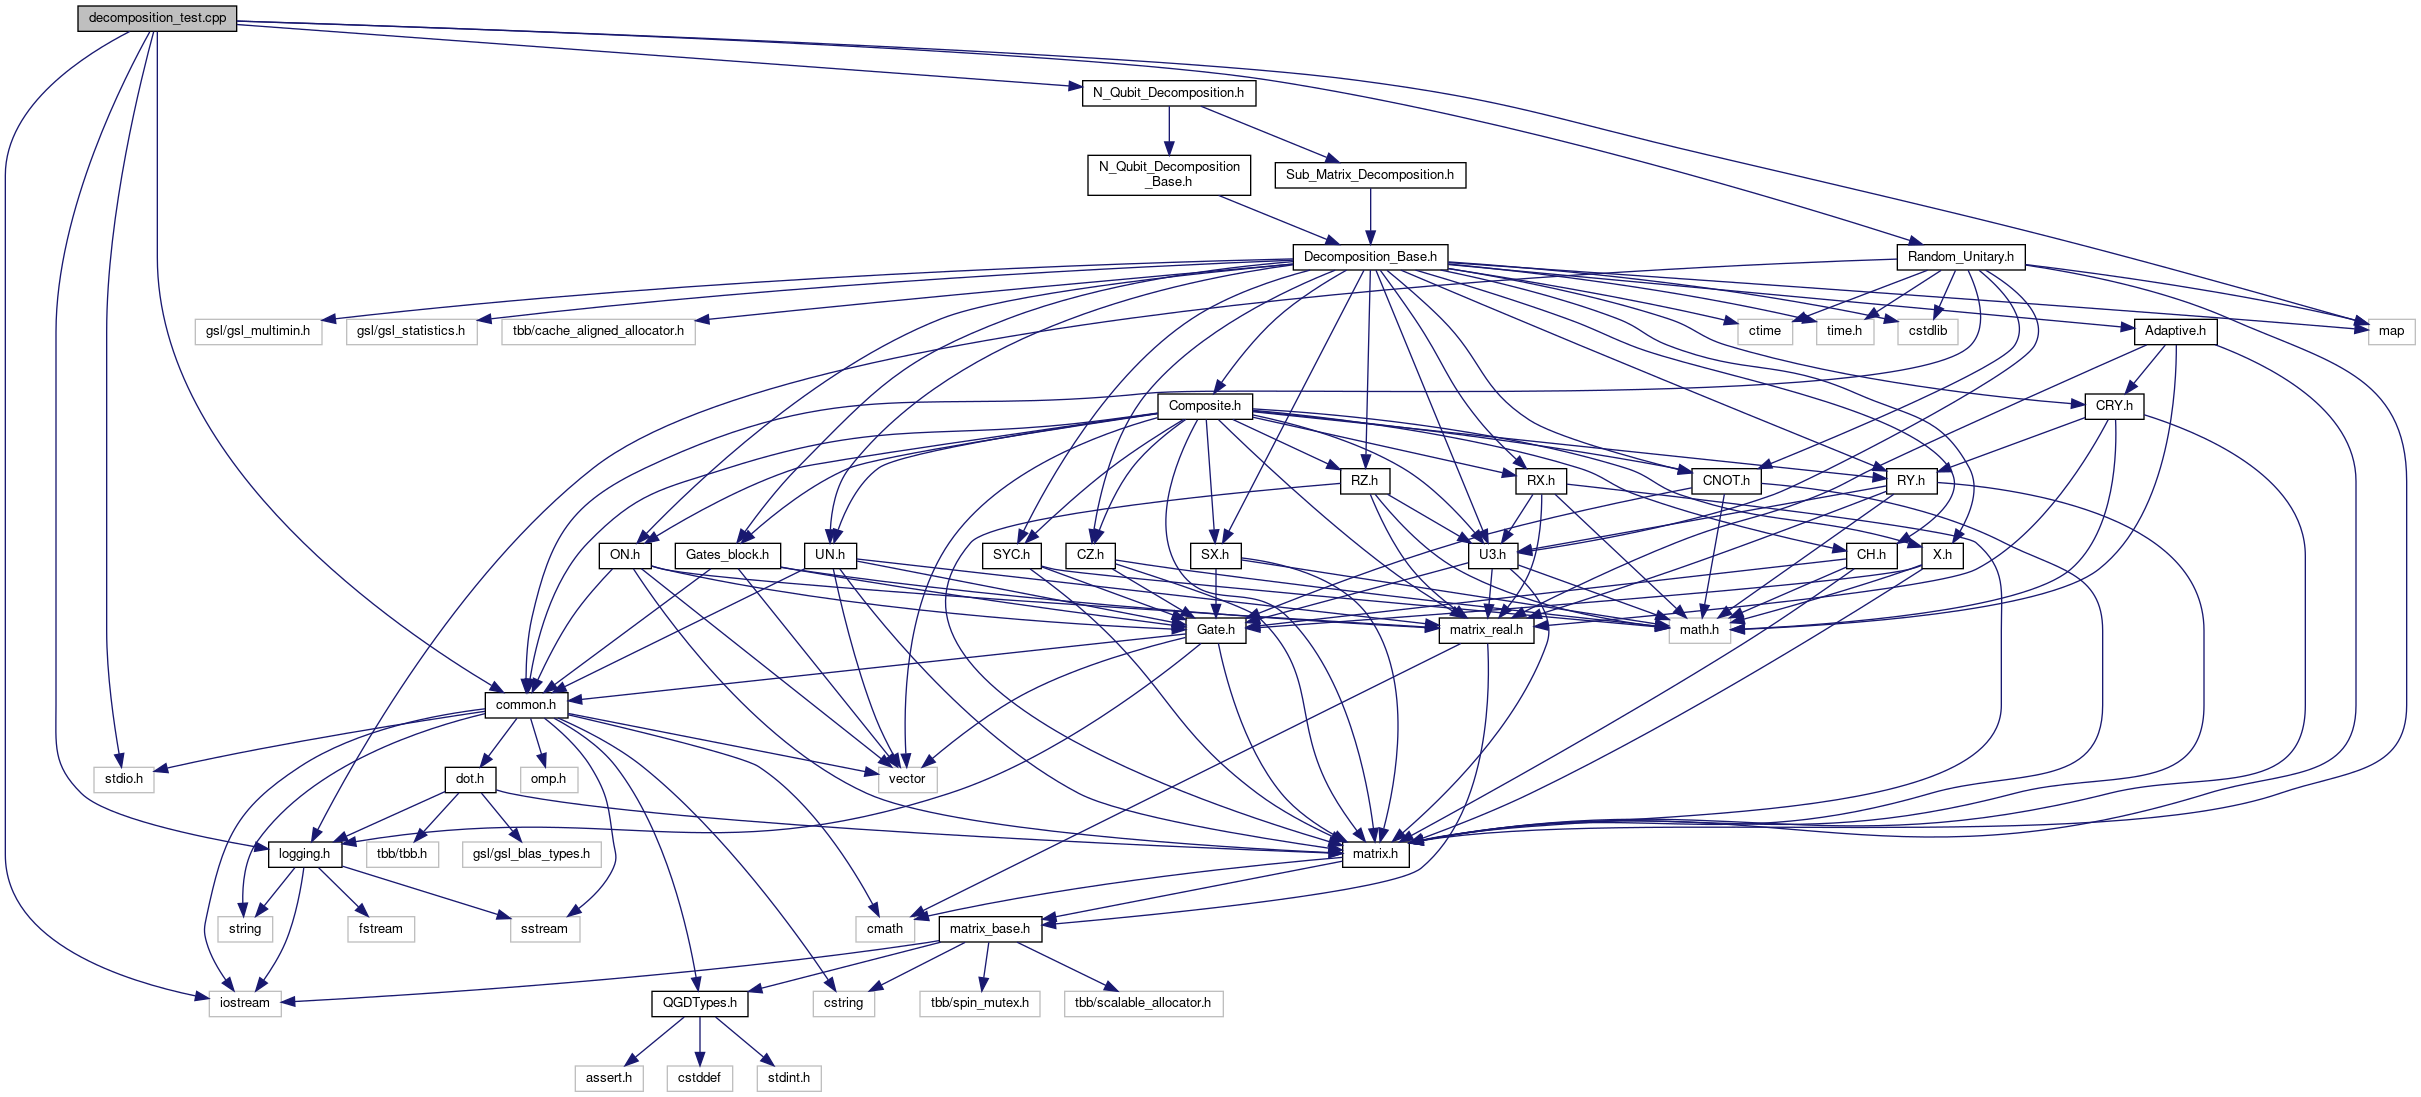 decomposition_test.cpp
N_Qubit_Decomposition.h
N_Qubit_Decomposition
_Base.h
Sub_Matrix_Decomposition.h
Decomposition_Base.h
Random_Unitary.h
gsl/gsl_multimin.h
gsl/gsl_statistics.h
tbb/cache_aligned_allocator.h
ctime
time.h
cstdlib
Adaptive.h
map
Composite.h
CRY.h
RZ.h
RX.h
CNOT.h
RY.h
ON.h
Gates_block.h
UN.h
SYC.h
CZ.h
SX.h
U3.h
CH.h
X.h
Gate.h
matrix_real.h
math.h
common.h
stdio.h
dot.h
omp.h
vector
logging.h
tbb/tbb.h
gsl/gsl_blas_types.h
matrix.h
string
fstream
sstream
cmath
matrix_base.h
iostream
QGDTypes.h
cstring
tbb/spin_mutex.h
tbb/scalable_allocator.h
assert.h
cstddef
stdint.h